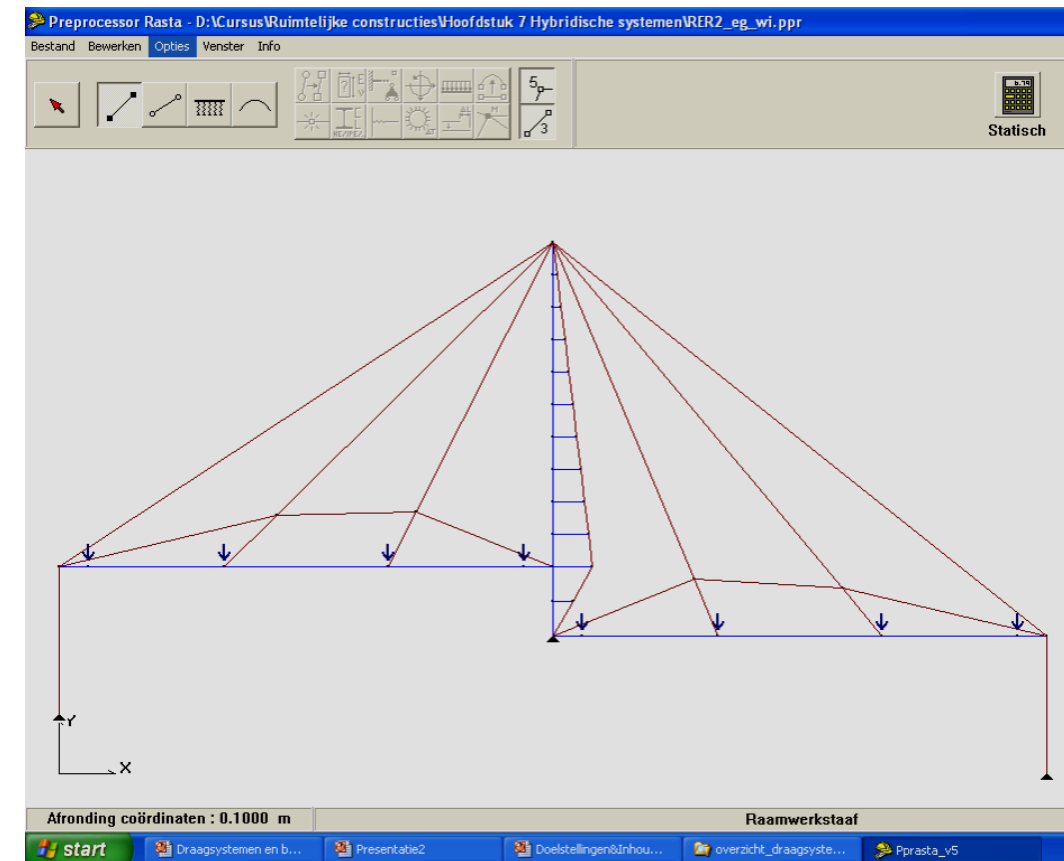 Preprocessor Rasta - D:\Cursus\Ruimtelijke constructies\Hoofdstuk 7 Hybridische systemen\RER2_eg_wi.ppr
Bestand Bewerken Opties Venster Info
5
3
Statisch
Y
X
Afronding coördinaten : 0.1000 m
Raamwerkstaaf
start
Draagsystemen en b...
Presentatie2
Doelstellingen&Inhou...
overzicht_draagsyste...
Pprasta_v5